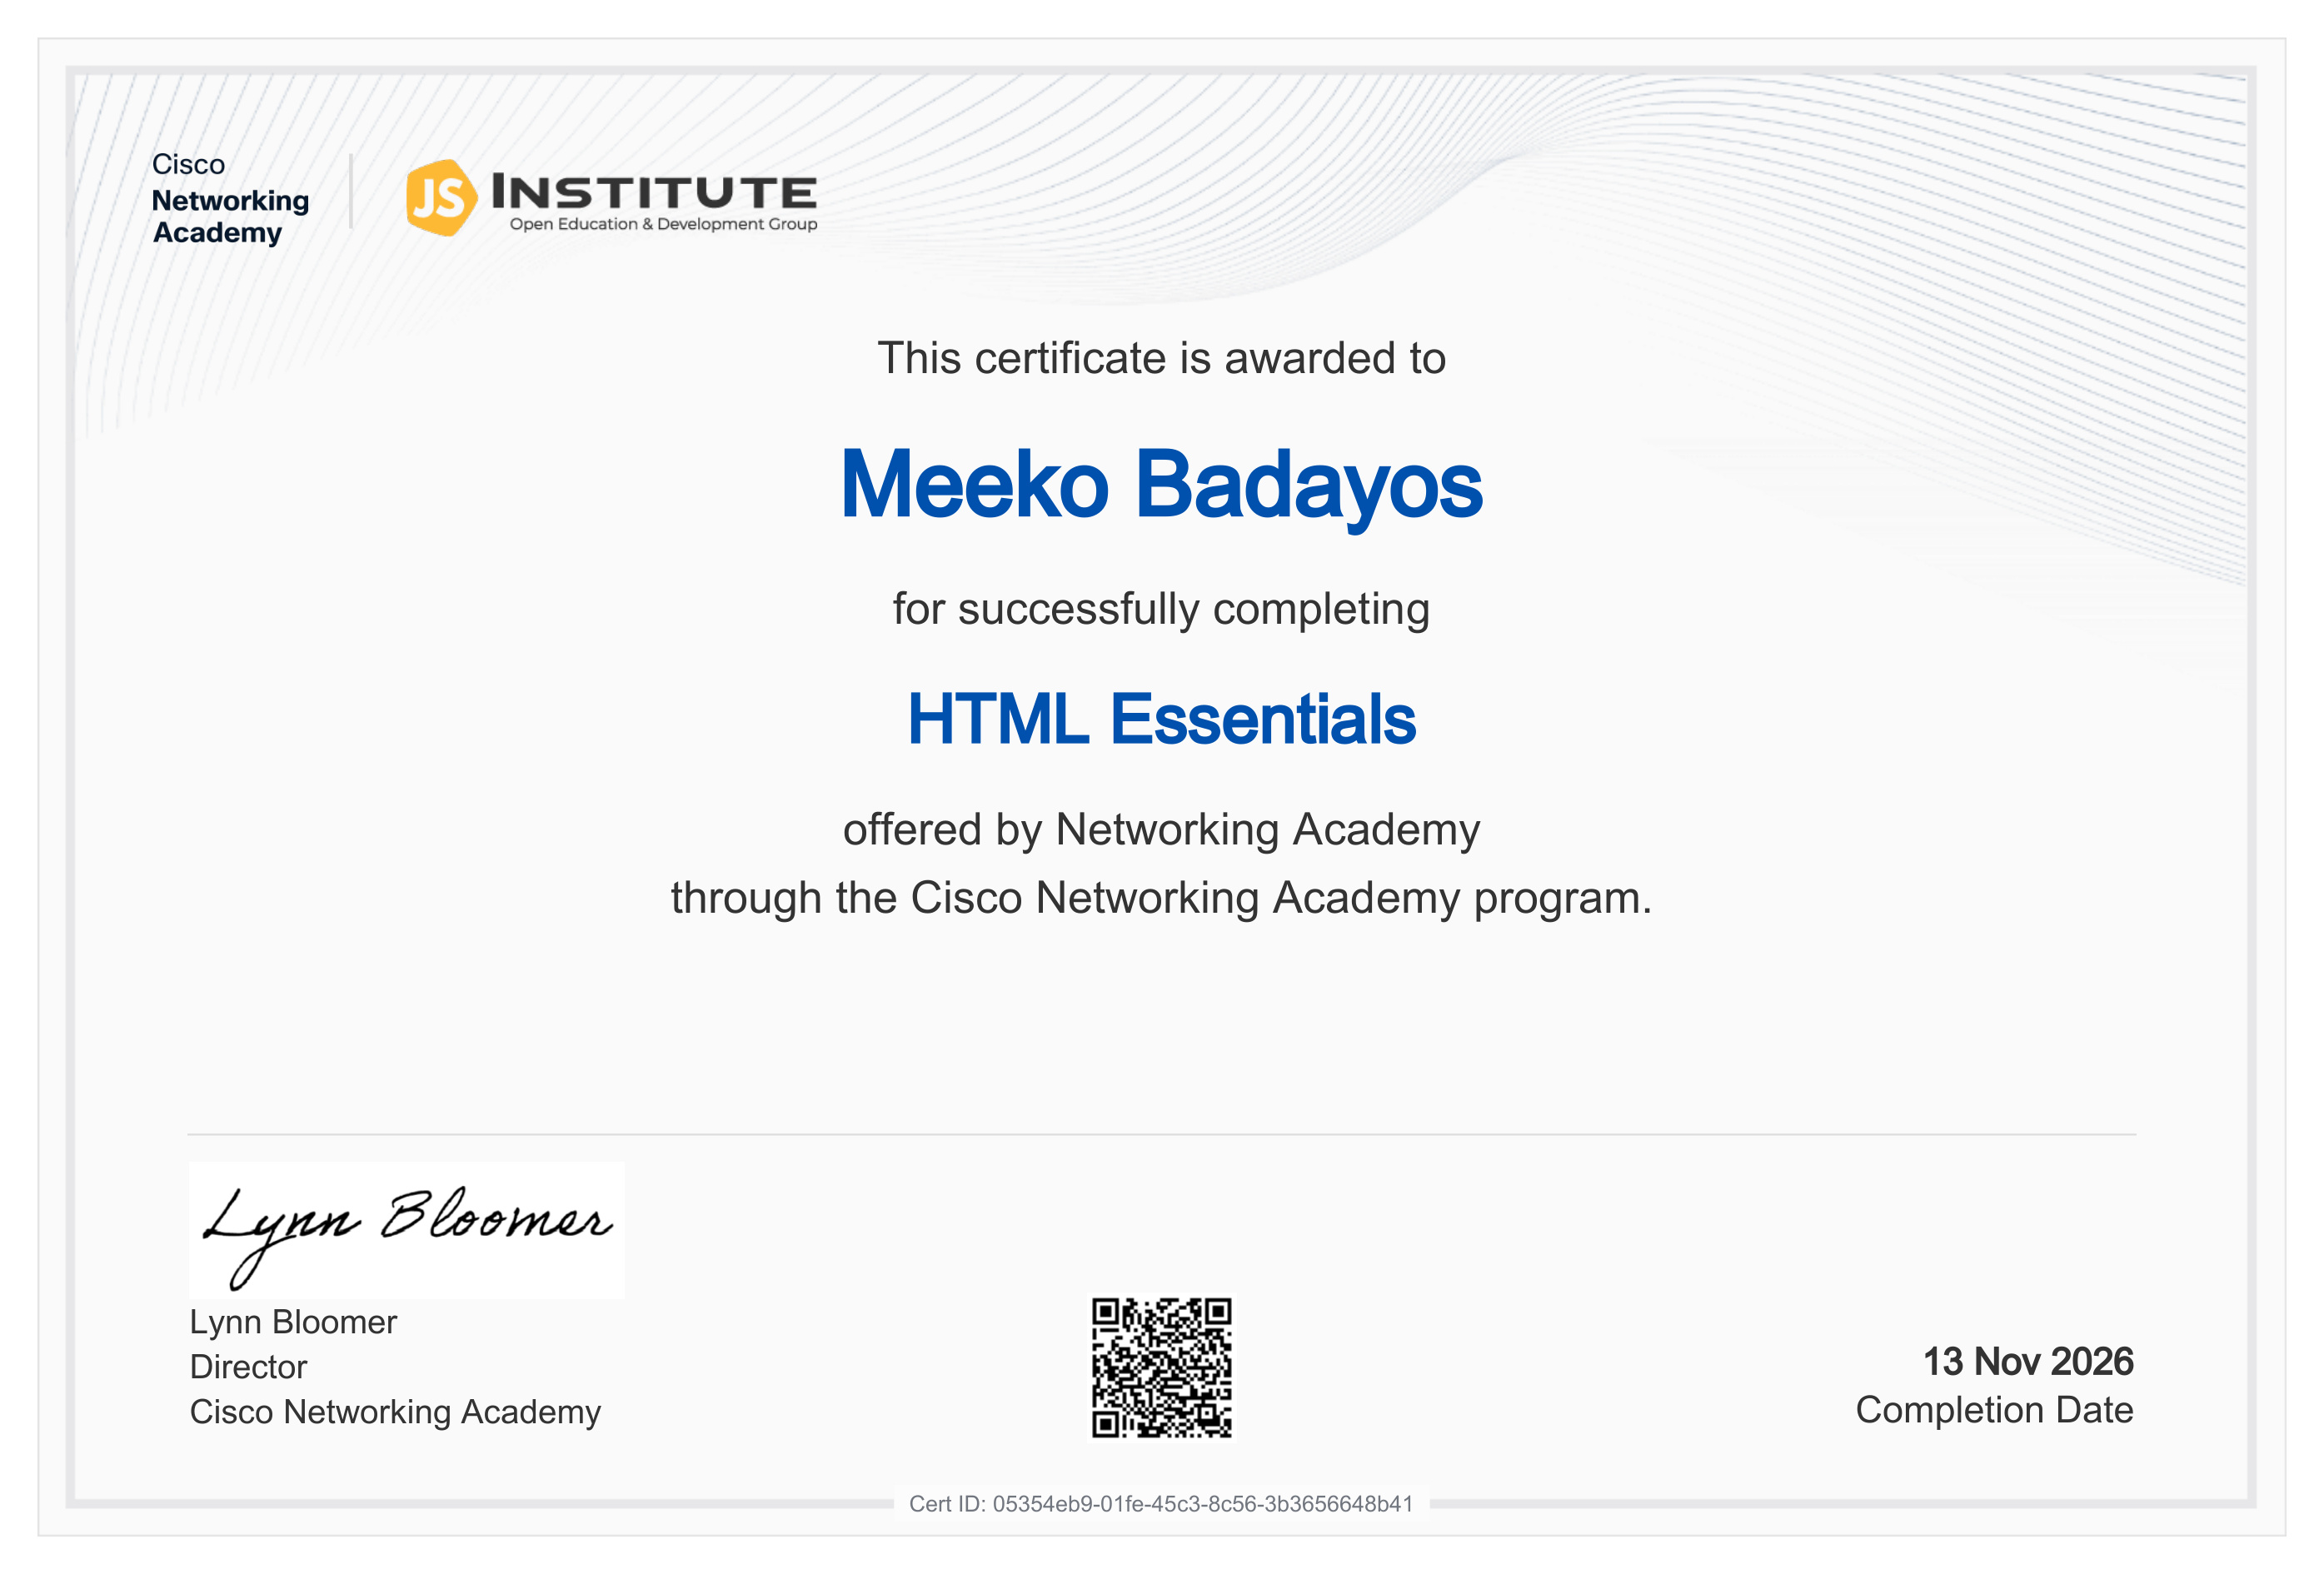 Cisco
Networking
Academy
JS INSTITUTE
Open Education & Development Group
This certificate is awarded to
Meeko Badayos
for successfully completing
HTML Essentials
offered by Networking Academy
through the Cisco Networking Academy program.
Lynn Bloomer
Lynn Bloomer
Director
Cisco Networking Academy
13 Nov 2026
Completion Date
Cert ID: 05354eb9-01fe-45c3-8c56-3b3656648b41